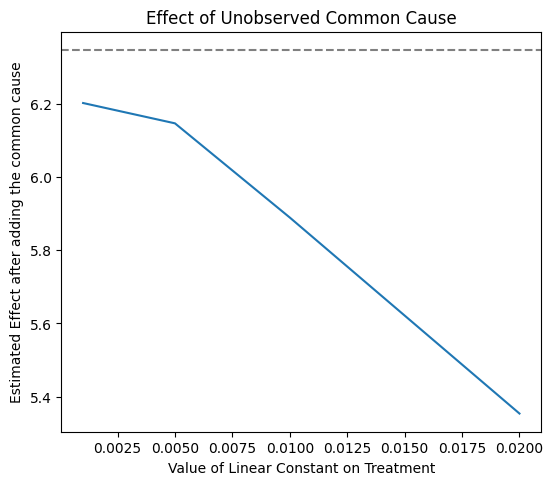 Effect of Unobserved Common Cause
Estimated Effect after adding the common cause
6.2
6.0
5.8
5.6
5.4
0.0025 0.0050 0.0075 0.0100 0.0125 0.0150 0.0175 0.0200
Value of Linear Constant on Treatment